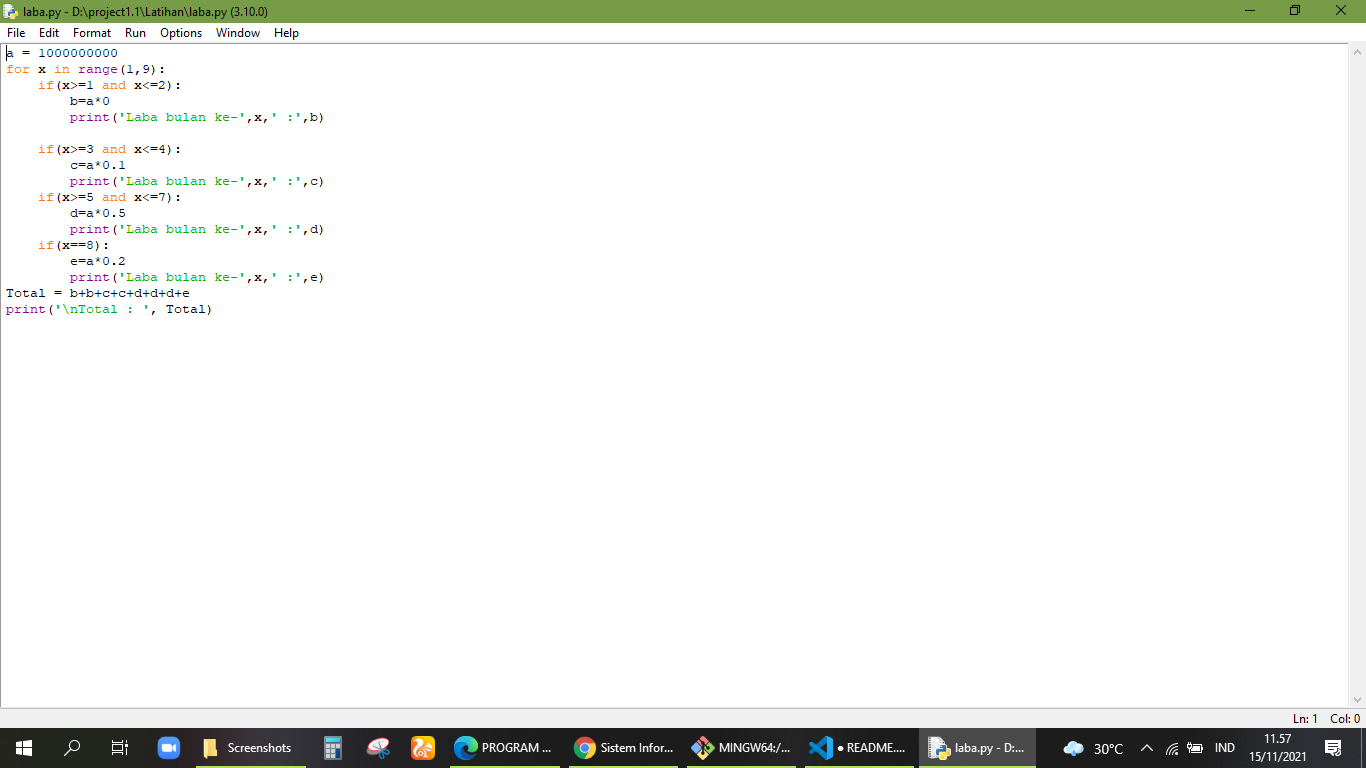 laba.py - D:\project1.1\Latihan\laba.py (3.10.0)
File Edit Format Run Options Window Help
a = 1000000000
for x in range(1,9):
    if(x>=1 and x<=2):
        b=a*0
        print('Laba bulan ke-',x,' :',b)

    if(x>=3 and x<=4):
        c=a*0.1
        print('Laba bulan ke-',x,' :',c)
    if(x>=5 and x<=7):
        d=a*0.5
        print('Laba bulan ke-',x,' :',d)
    if(x==8):
        e=a*0.2
        print('Laba bulan ke-',x,' :',e)
Total = b+b+c+c+d+d+d+e
print('\nTotal : ', Total)
Ln: 1 Col: 0
Screenshots PROGRAM ... Sistem Infor... MINGW64:/... ● README.... laba.py - D:... 30°C IND 11.57
15/11/2021